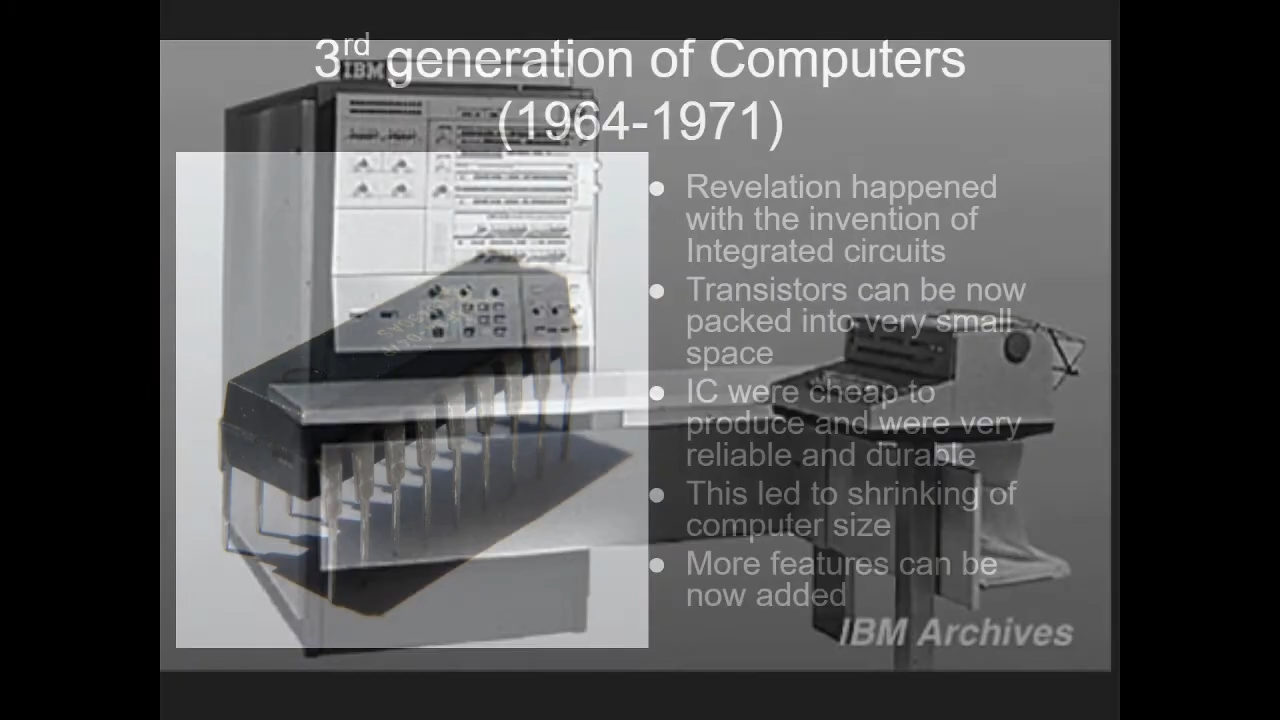 3rd generation of Computers
IBM
(1964-1971)
Revelation happened
with the invention of
Integrated circuits
Transistors can be now
packed into very small
space
IC were cheap to
produce and were very
reliable and durable
This led to shrinking of
computer size
More features can be
now added
IBM Archives